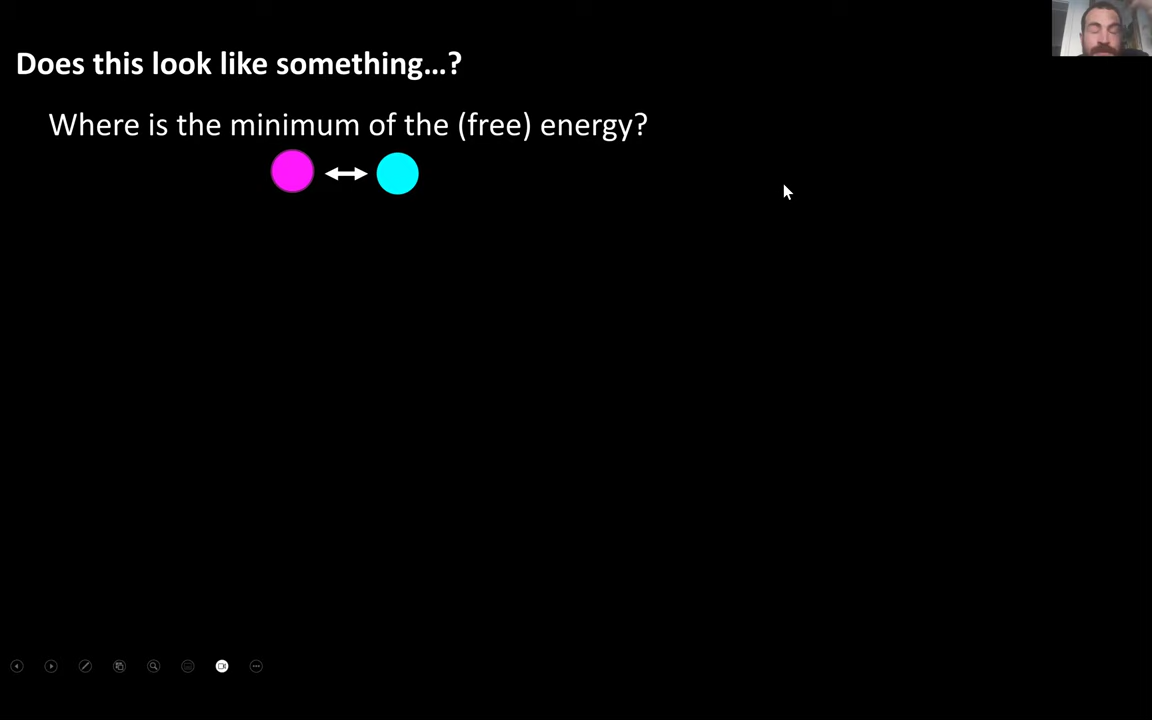 Does this look like something…?
Where is the minimum of the (free) energy?